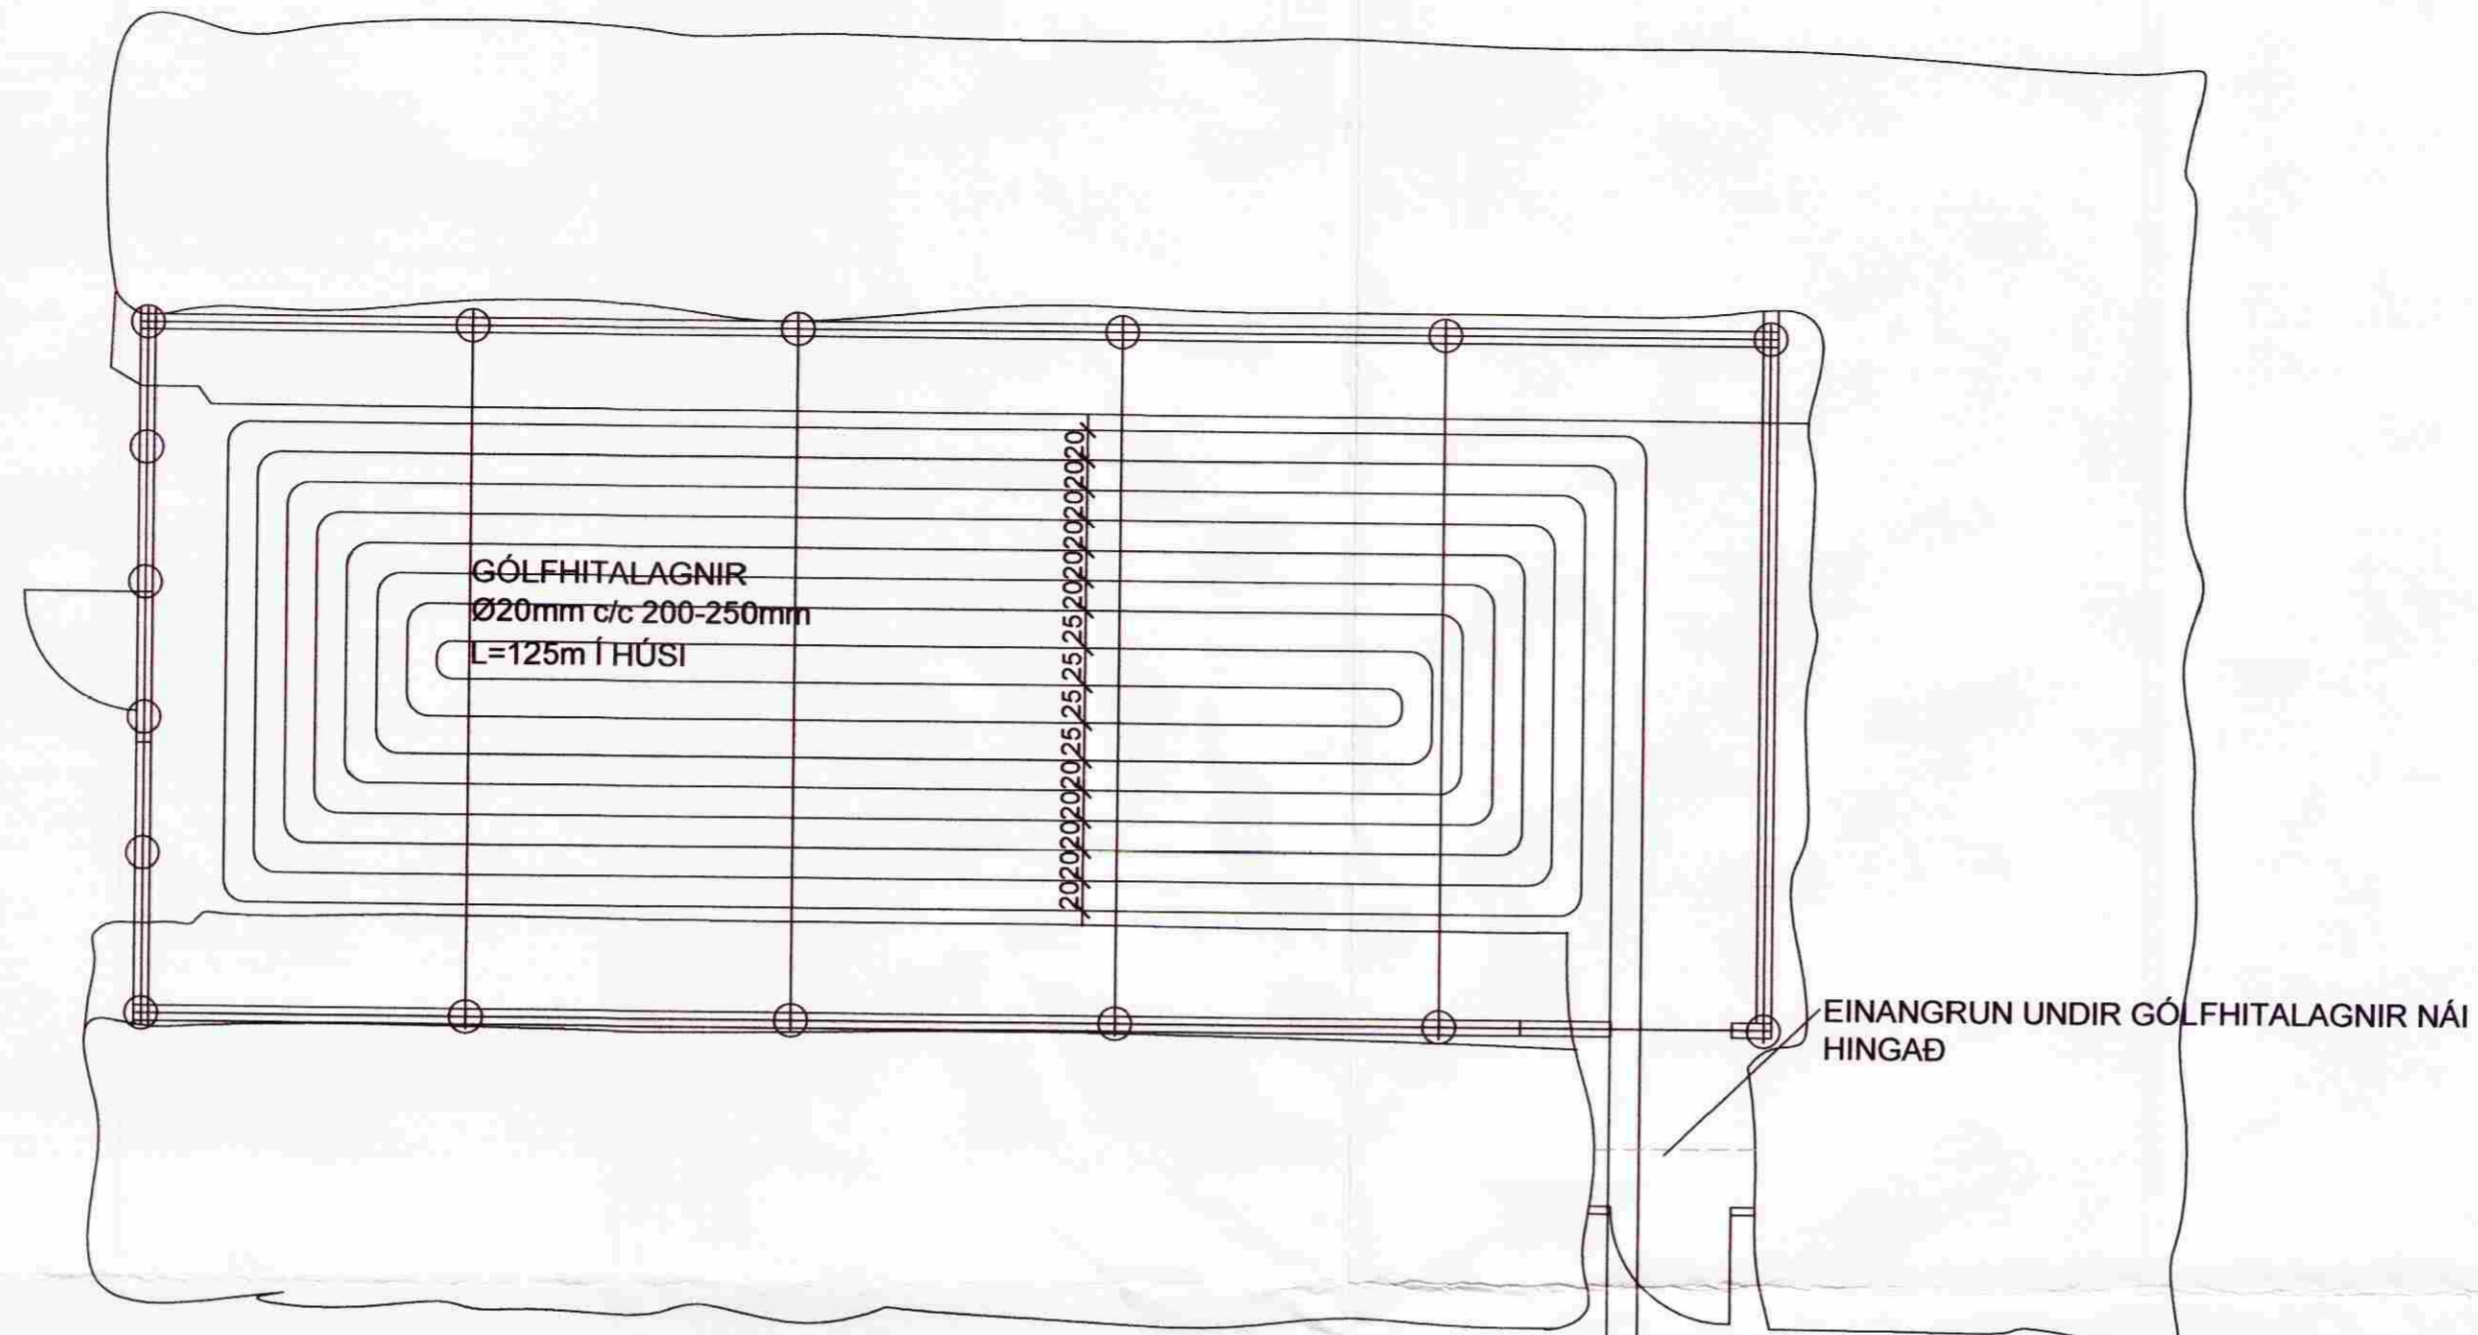 GÓLFHITALAGNIR
Ø20mm c/c 200-250mm
L=125m Í HÚSI
20 20 20 20 20 25 25 25 25 20 20 20 20 20 20
EINANGRUN UNDIR GÓLFHITALAGNIR NÁI
HINGAÐ